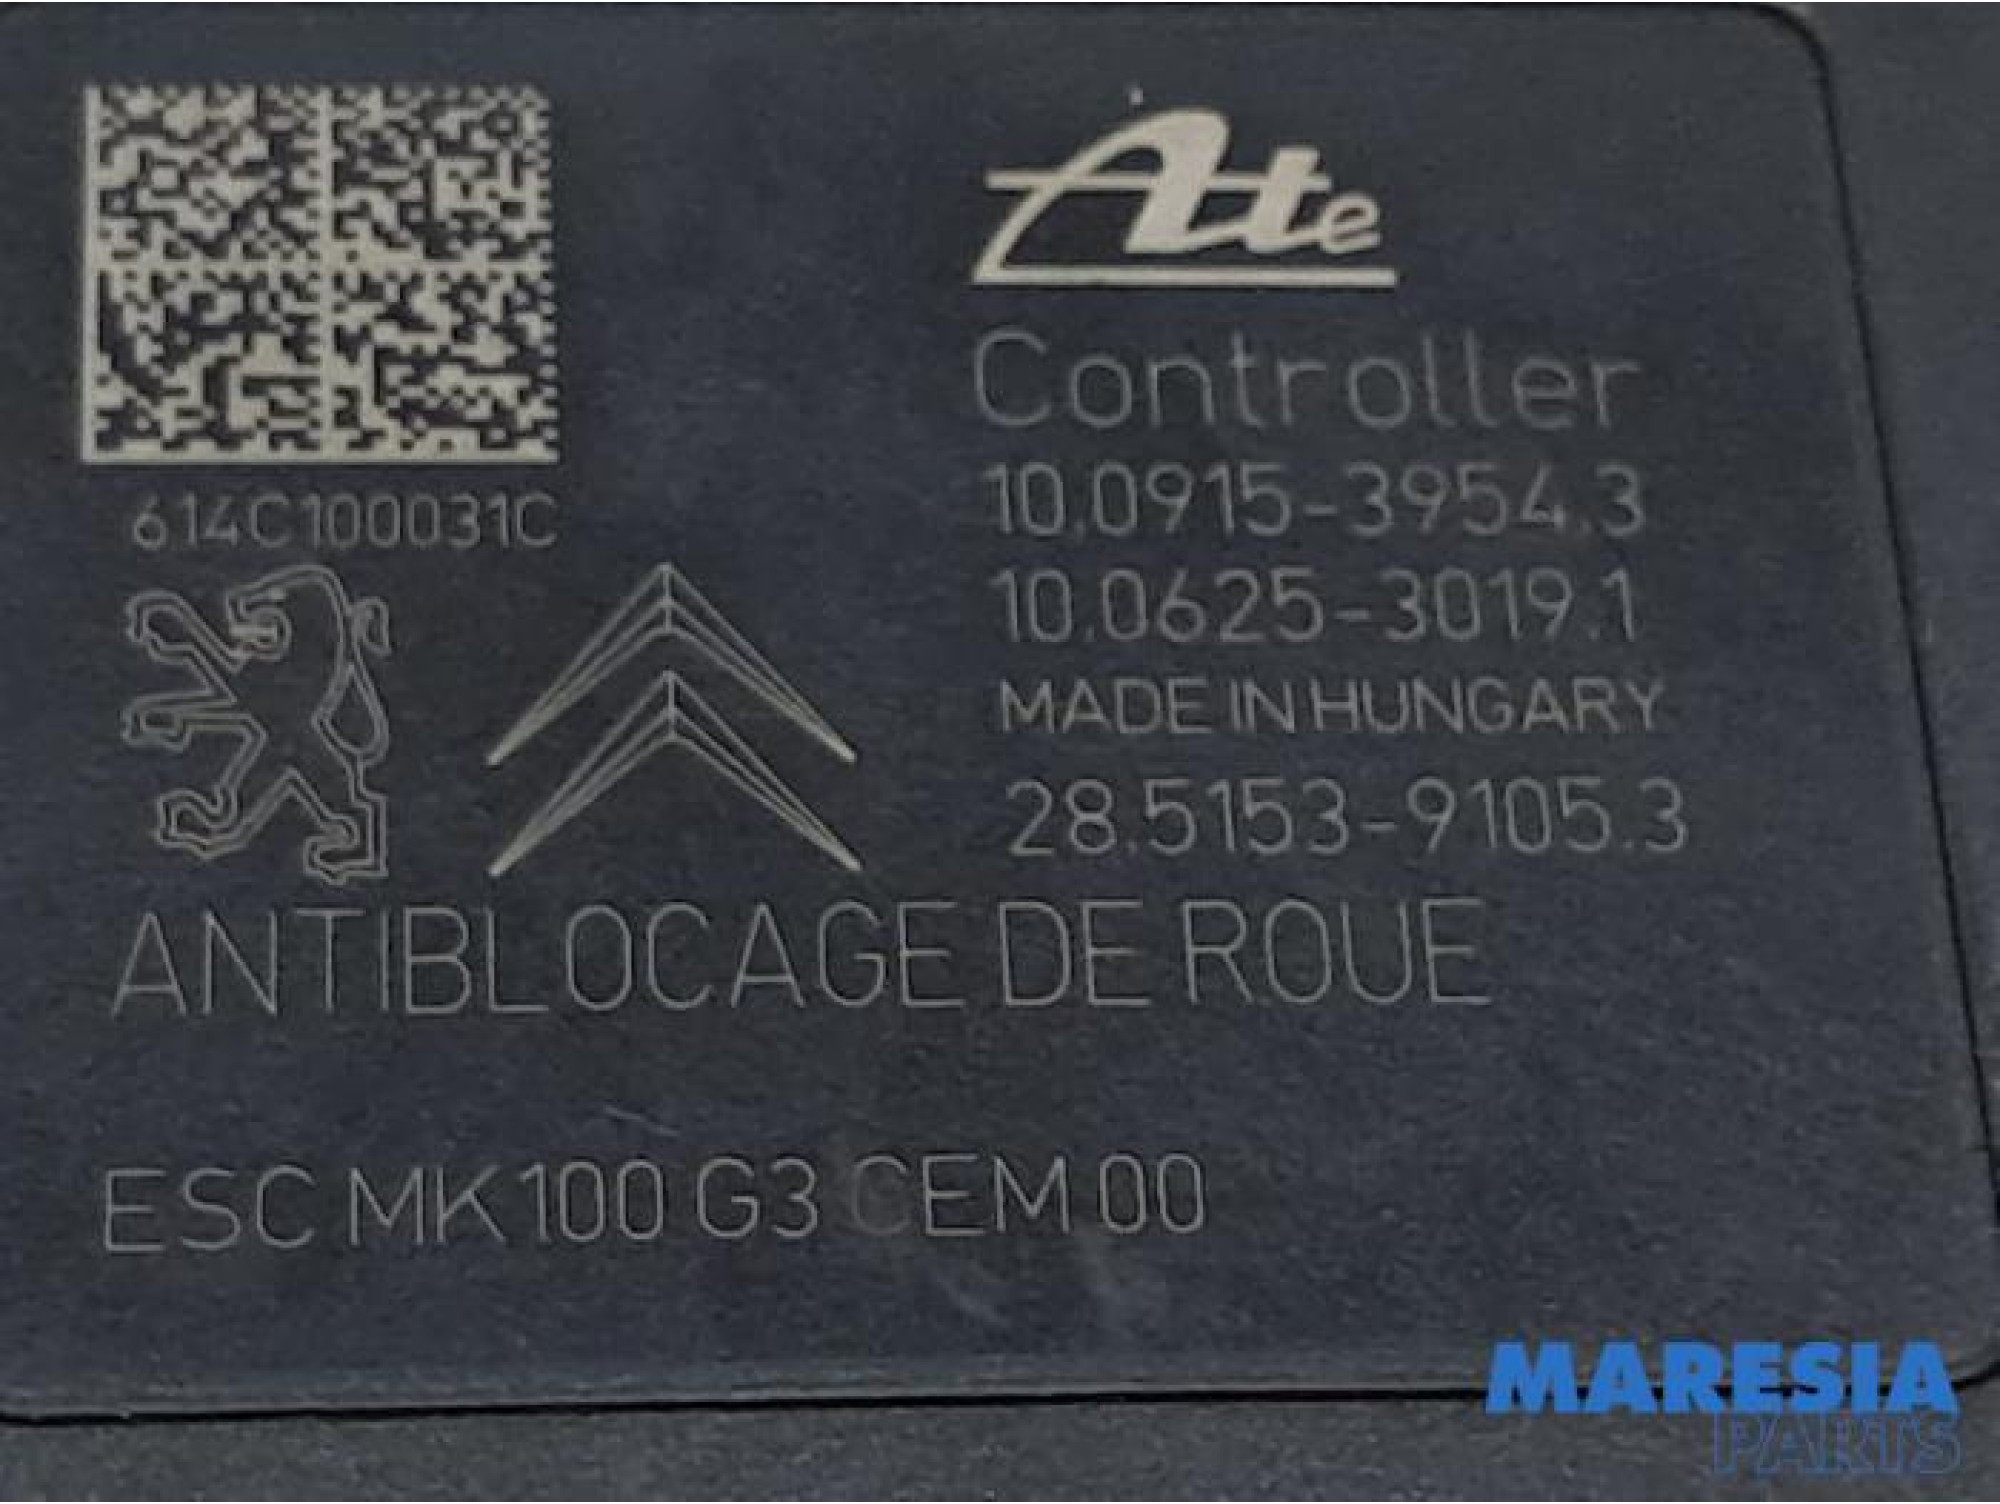 Ate
Controller
10.0915-3954.3
614C100031C
10.0625-3019.1
MADE IN HUNGARY
28.5153-9105.3
ANTIBLOCAGE DE ROUE
ESC MK100 G3 CEM 00
MARESIA
PARTS